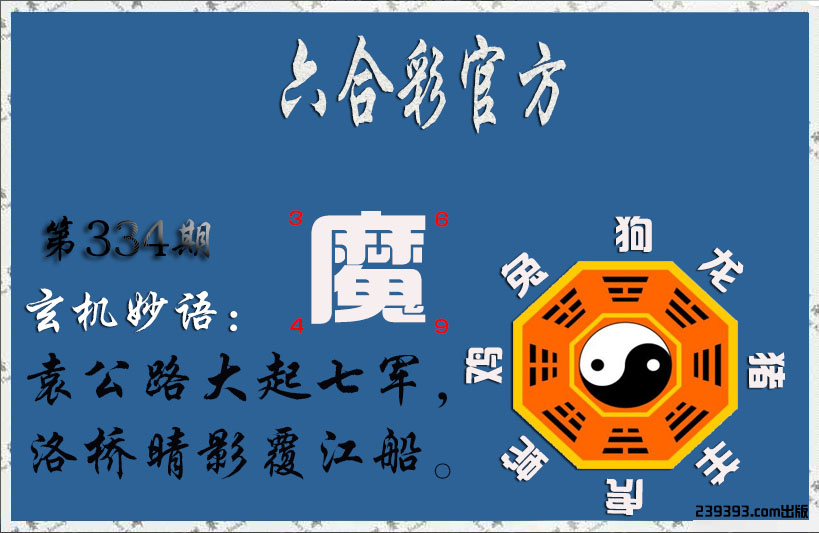 六合彩官方
第334期
3 6
魔
4 9
玄机妙语：
袁公路大起七军，
洛桥晴影覆江船。
狗
龙
猪
羊
虎
鸡
兔
239393.com出版